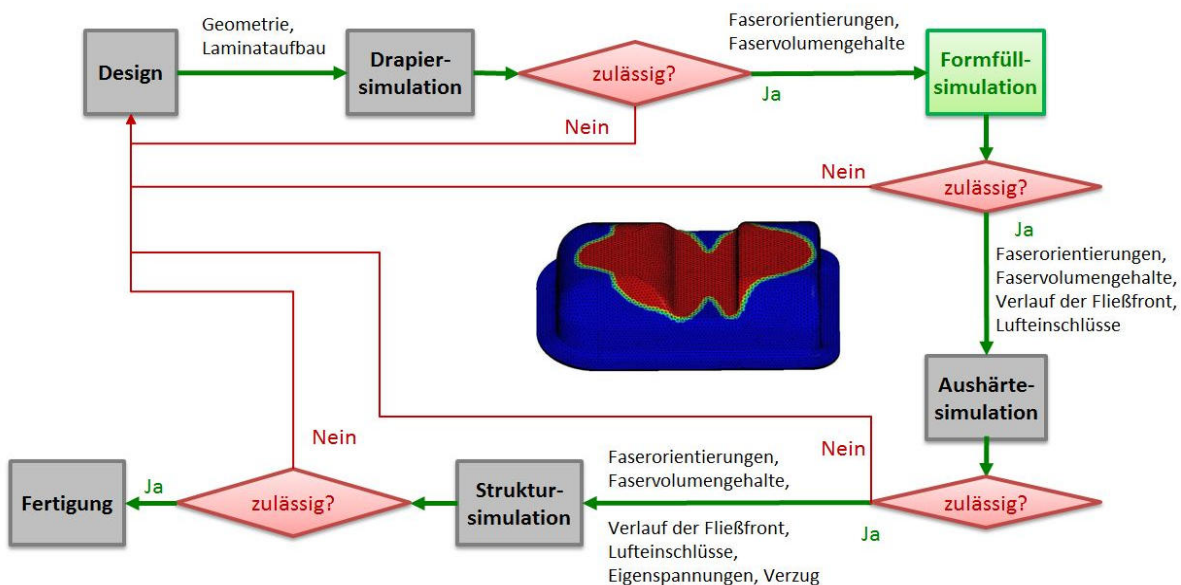 Geometrie,
Laminataufbau
Design
Drapier-
simulation
zulässig?
Faserorientierungen,
Faservolumengehalte
Ja
Formfüll-
simulation
Nein
Nein
zulässig?
Ja
Faserorientierungen,
Faservolumengehalte,
Verlauf der Fließfront,
Lufteinschlüsse
Aushärte-
simulation
Nein
zulässig?
Ja
Faserorientierungen,
Faservolumengehalte,
Verlauf der Fließfront,
Lufteinschlüsse,
Eigenspannungen, Verzug
Struktur-
simulation
Nein
zulässig?
Ja
Fertigung